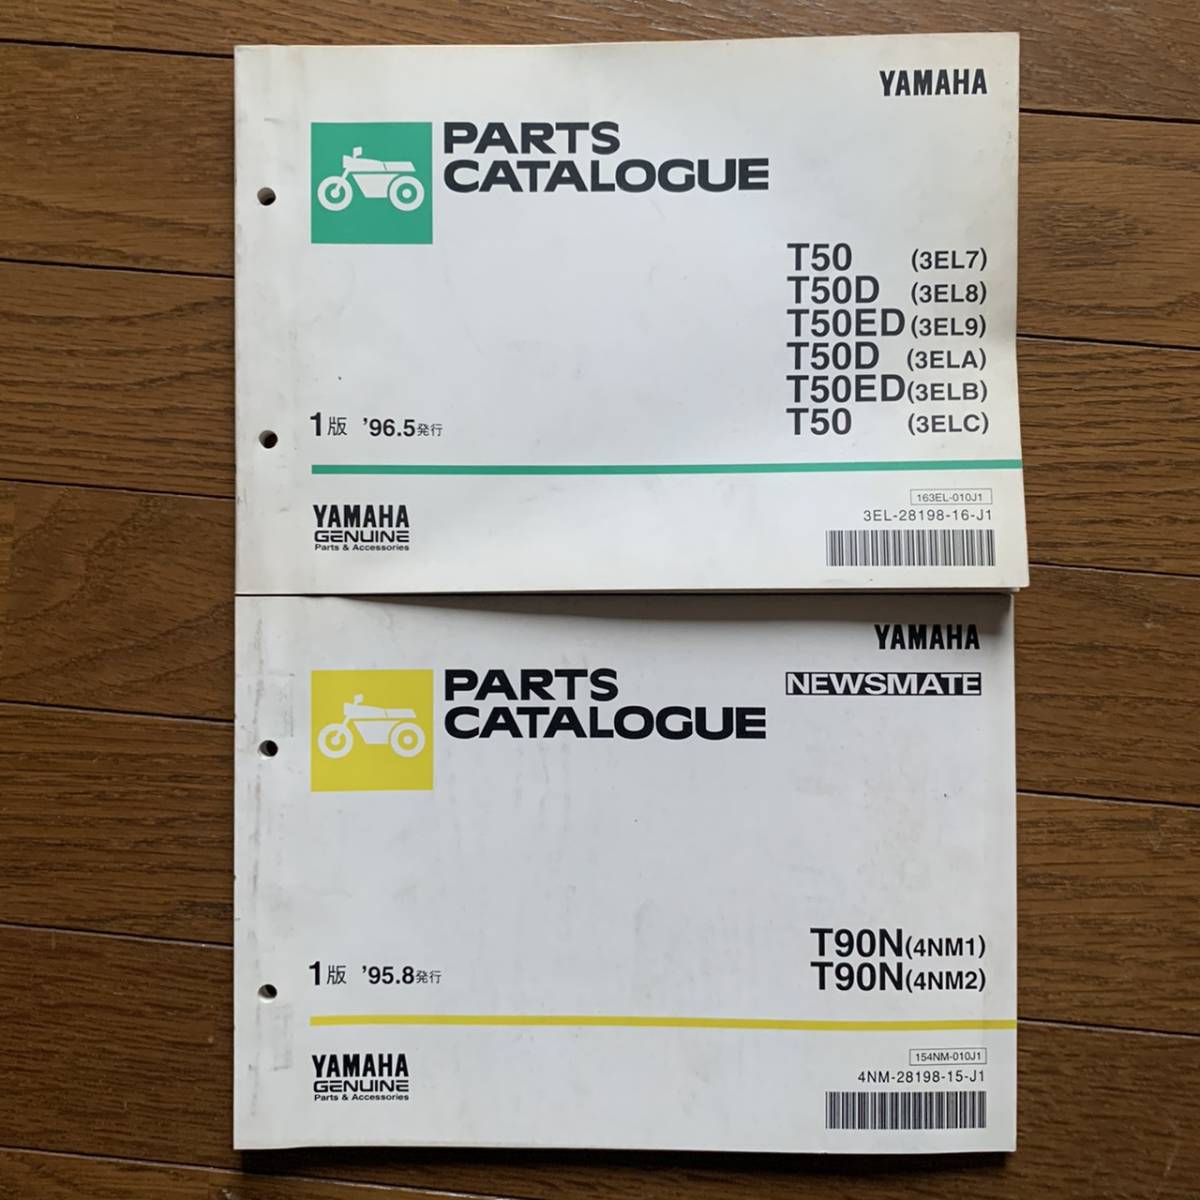 YAMAHA
PARTS
CATALOGUE
T50 (3EL7)
T50D (3EL8)
T50ED (3EL9)
T50D (3ELA)
T50ED (3ELB)
T50 (3ELC)
1版 '96.5発行
163EL-010J1
3EL-28198-16-J1
YAMAHA
GENUINE
Parts & Accessories
YAMAHA
NEWSMATE
PARTS
CATALOGUE
T90N (4NM1)
T90N (4NM2)
1版 '95.8発行
154NM-010J1
4NM-28198-15-J1
YAMAHA
GENUINE
Parts & Accessories